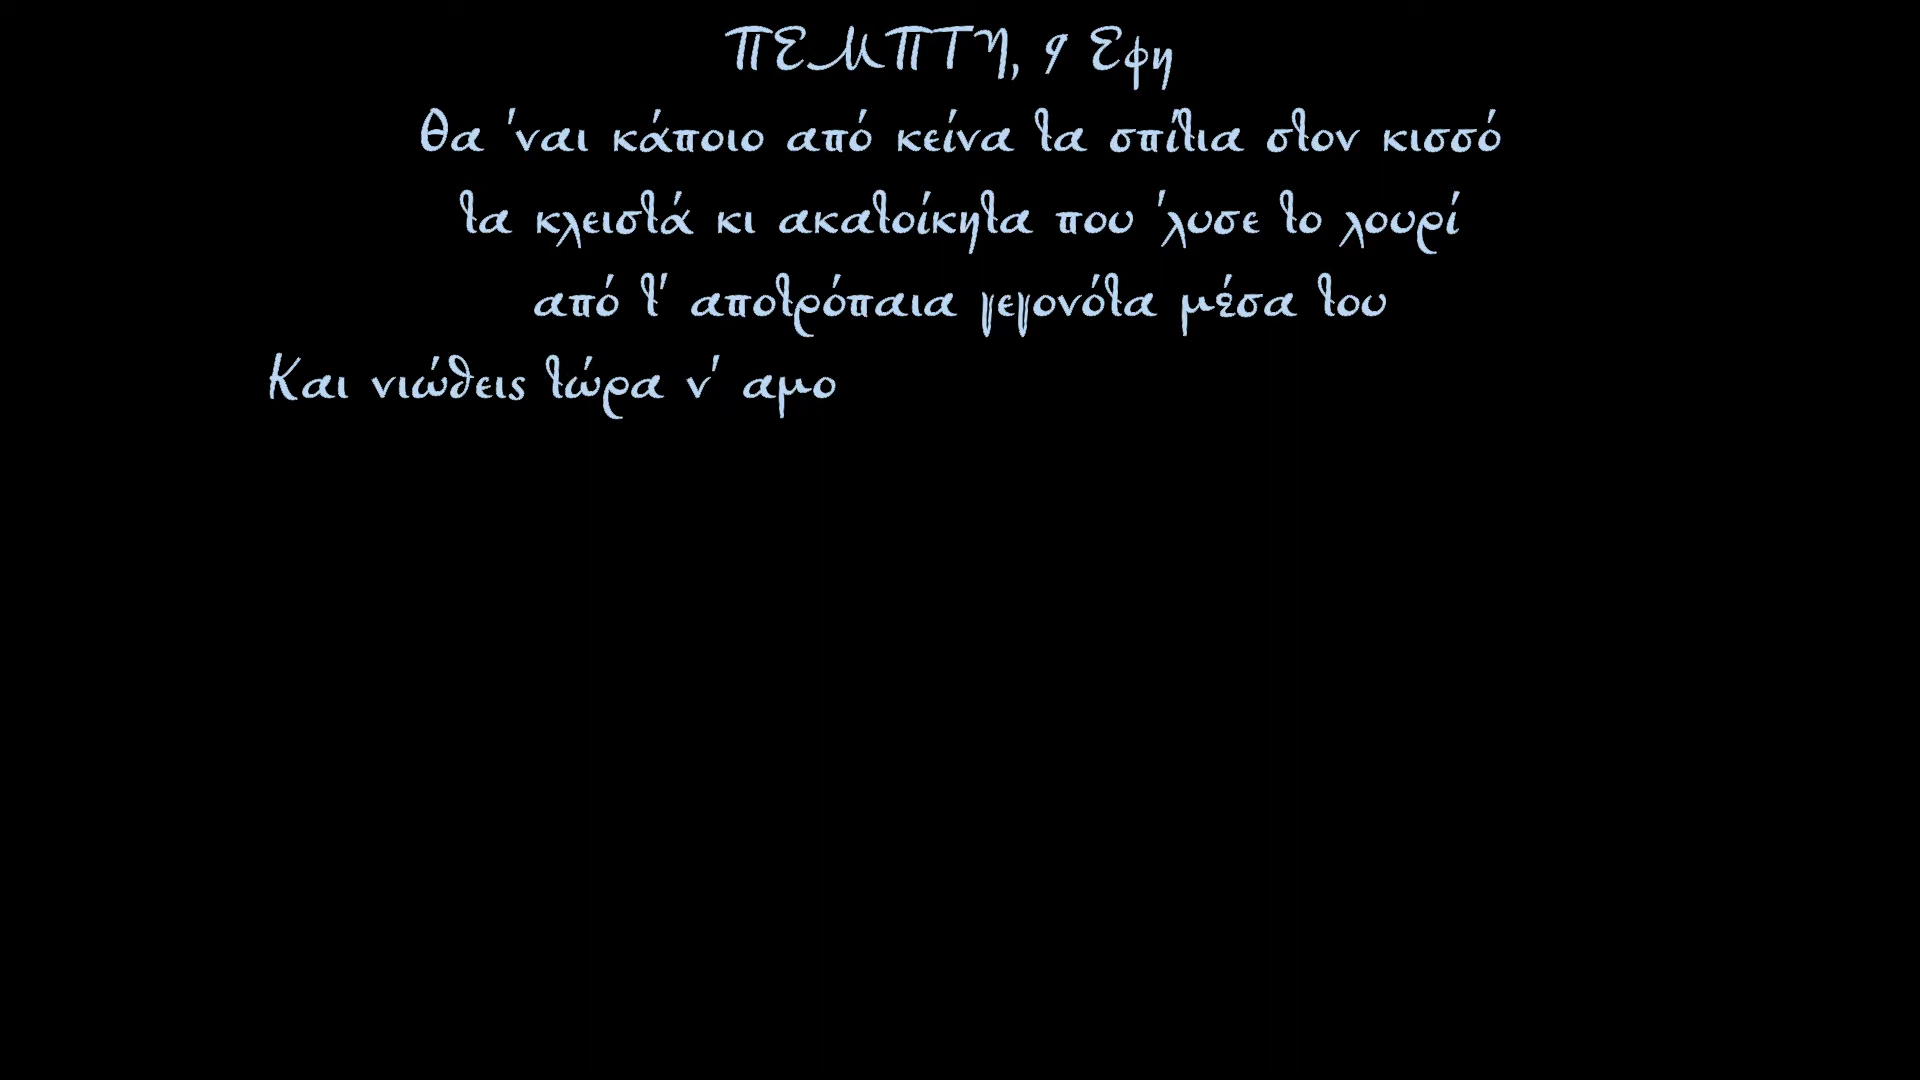 ΠΕΜΠΤΗ, 9 Εφη
θα 'ναι κάποιο από κείνα τα σπίτια στον κισσό
τα κλειστά κι ακατοίκητα που 'λυσε το λουρί
από τ' αποτρόπαια γεγονότα μέσα του
Και νιώθεις τώρα ν' αμο